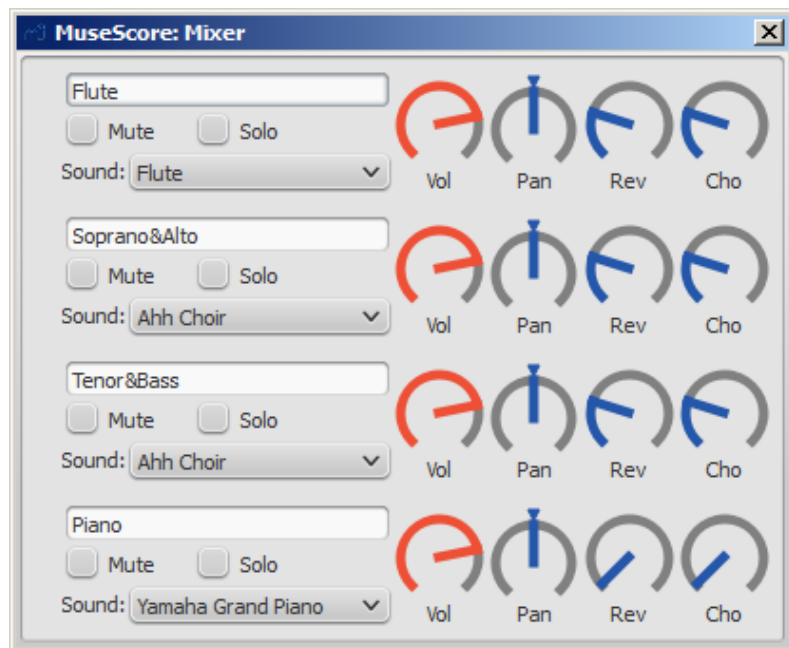 MuseScore: Mixer
Flute
Mute Solo
Sound: Flute
Vol Pan Rev Cho
Soprano&Alto
Mute Solo
Sound: Ahh Choir
Vol Pan Rev Cho
Tenor&Bass
Mute Solo
Sound: Ahh Choir
Vol Pan Rev Cho
Piano
Mute Solo
Sound: Yamaha Grand Piano
Vol Pan Rev Cho